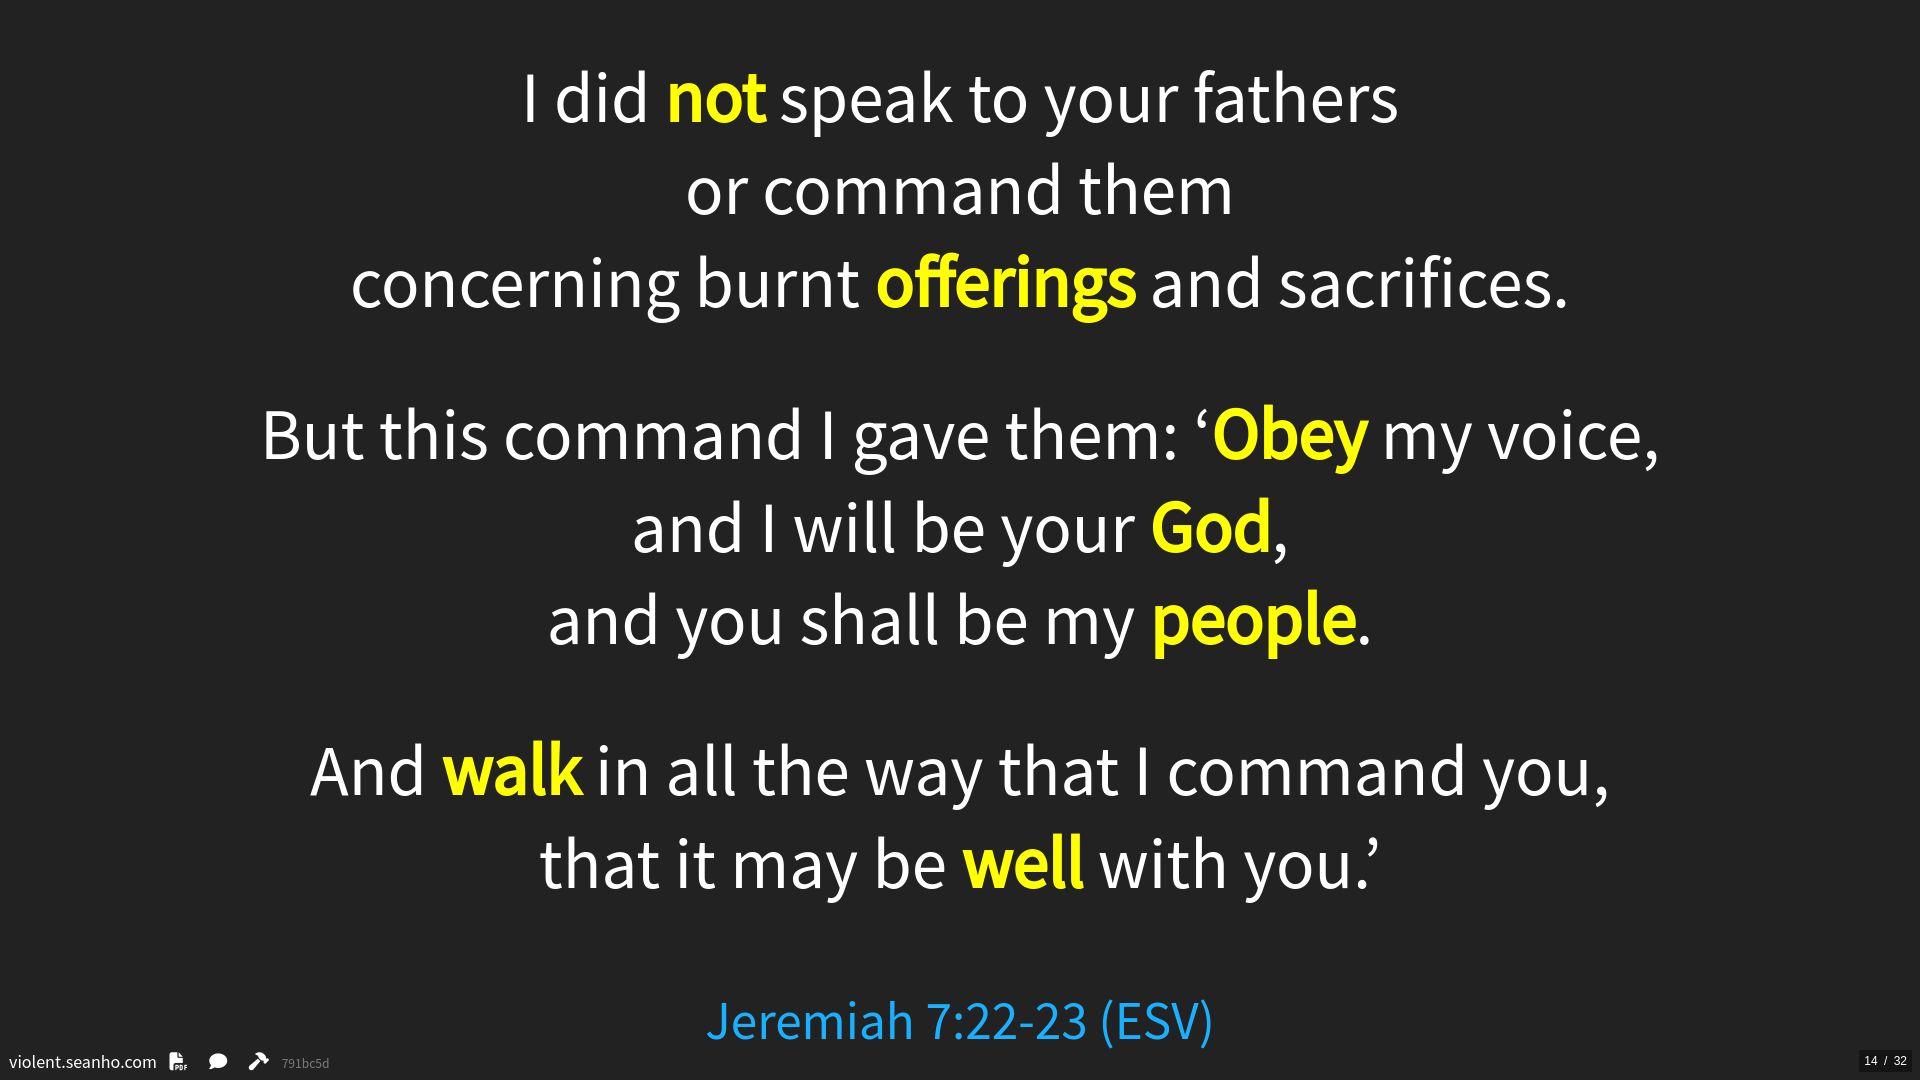 I did not speak to your fathers
or command them
concerning burnt offerings and sacrifices.
But this command I gave them: ‘Obey my voice,
and I will be your God,
and you shall be my people.
And walk in all the way that I command you,
that it may be well with you.’
Jeremiah 7:22-23 (ESV)
violent.seanho.com PDF 791bc5d
14 / 32